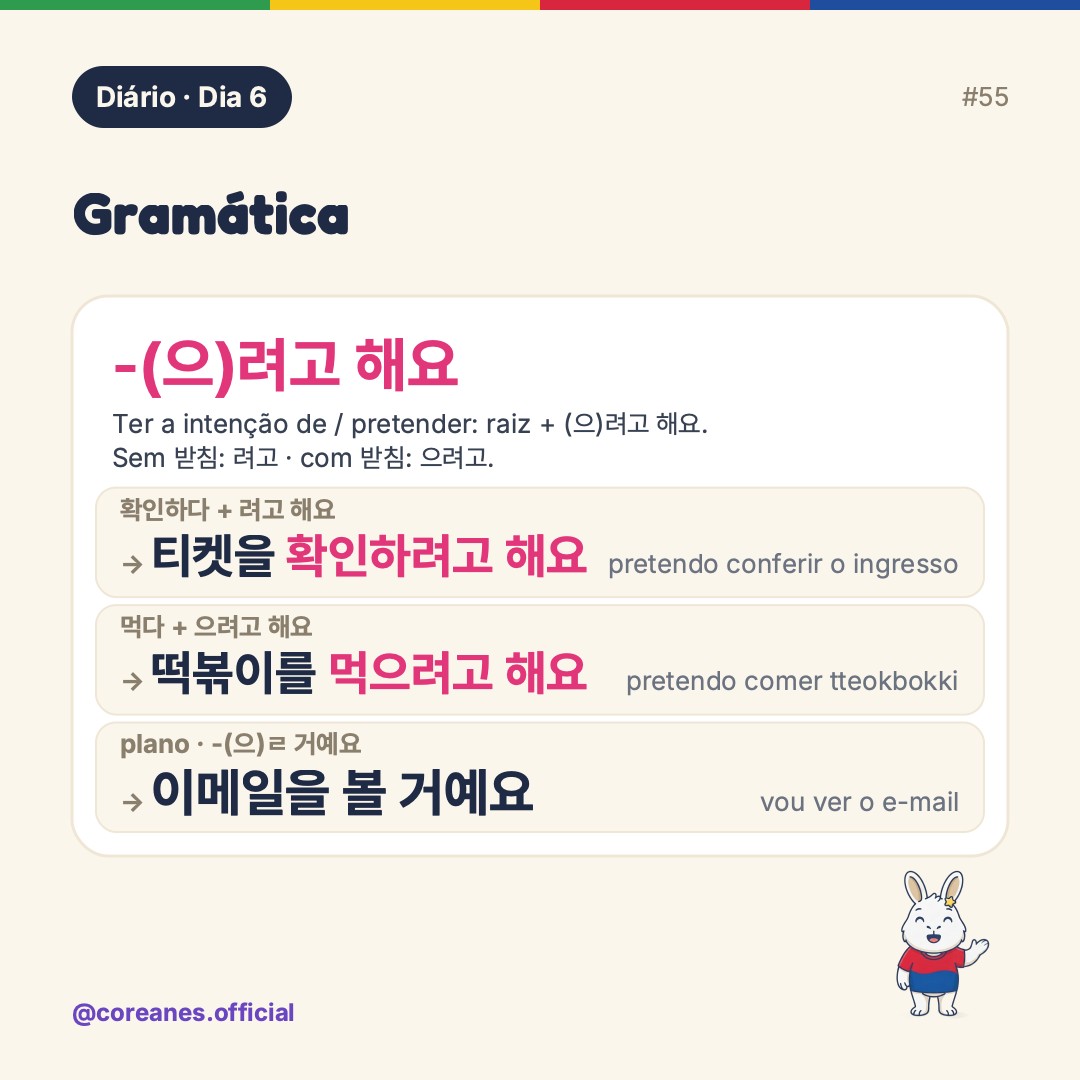 Diário · Dia 6
#55
Gramática
-(으)려고 해요
Ter a intenção de / pretender: raiz + (으)려고 해요.
Sem 받침: 려고 · com 받침: 으려고.
확인하다 + 려고 해요
→ 티켓을 확인하려고 해요 pretendo conferir o ingresso
먹다 + 으려고 해요
→ 떡볶이를 먹으려고 해요 pretendo comer tteokbokki
plano · -(으)ㄹ 거예요
→ 이메일을 볼 거예요 vou ver o e-mail
@coreanes.official